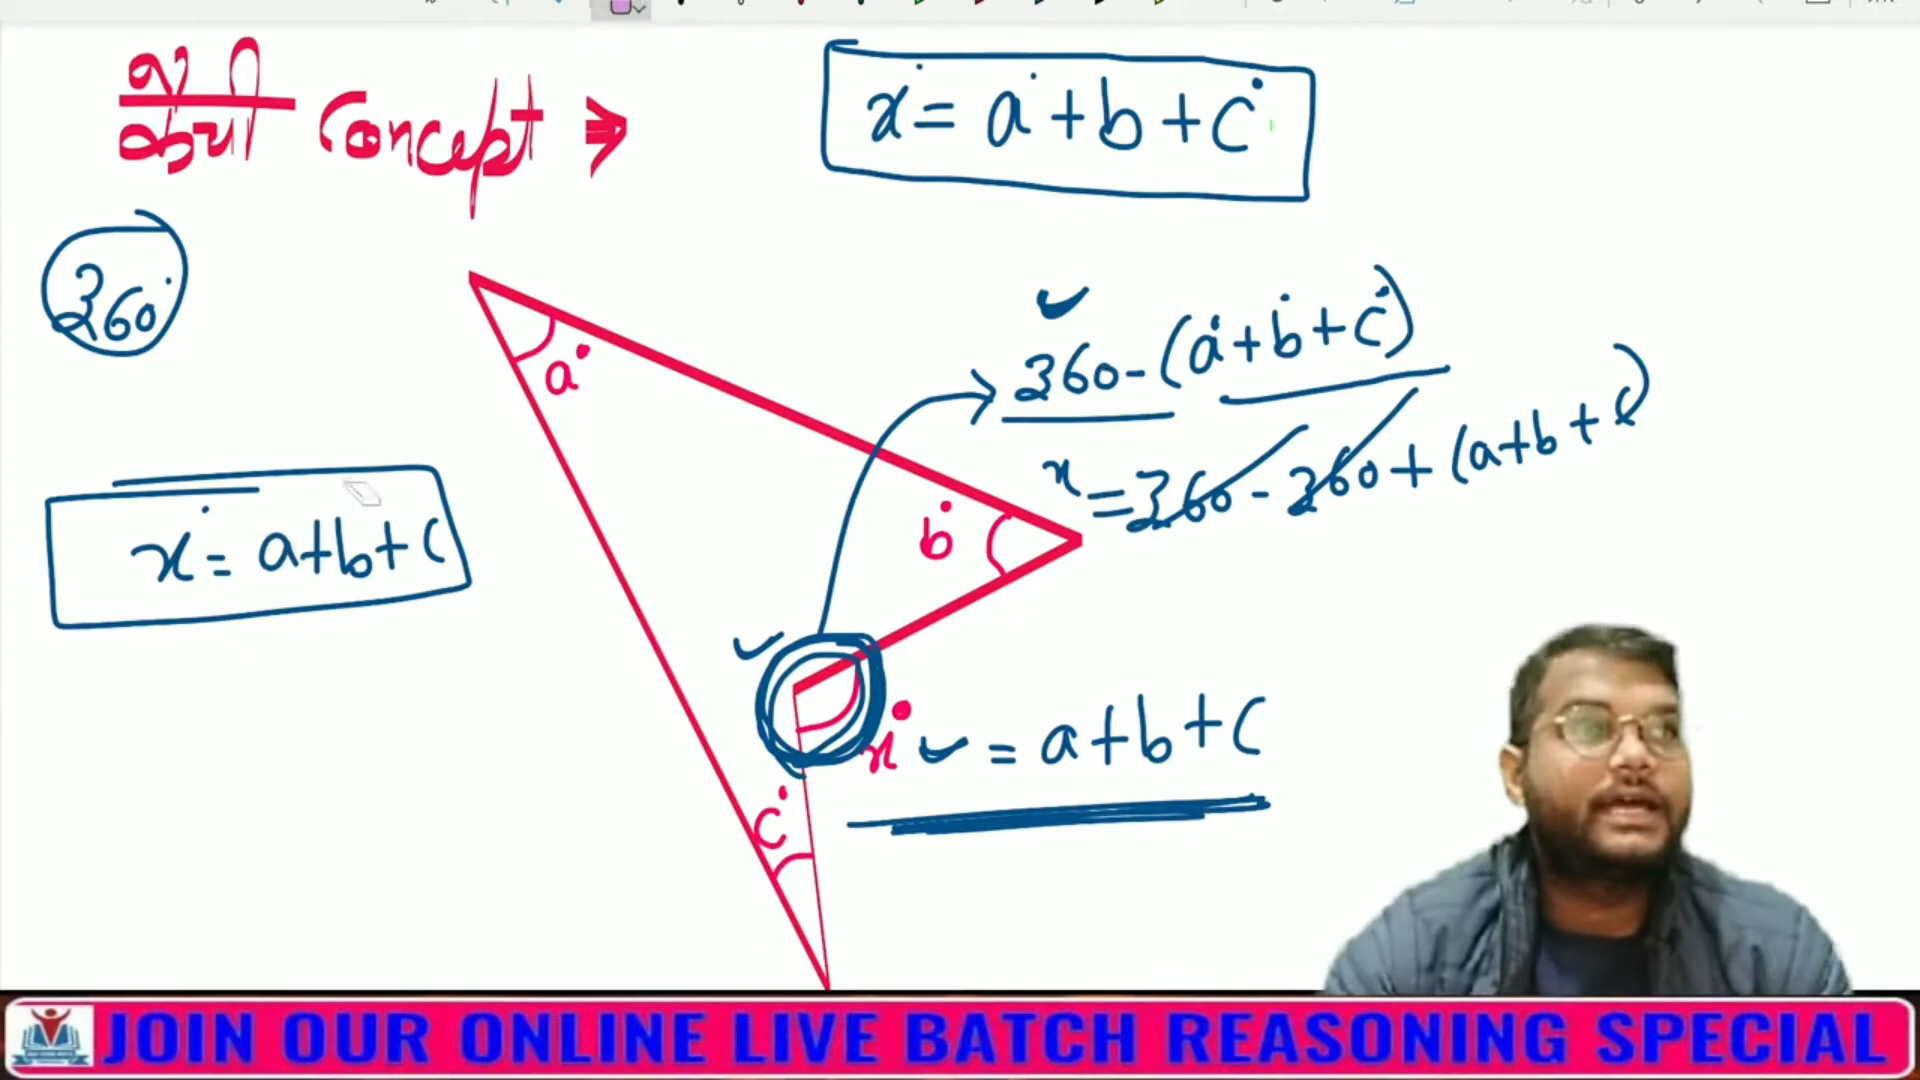 Concept ⇒
x° = a° + b + c°
360°
a°
360 - (a° + b° + c°)
x = 360 - 360 + (a + b + c)
b°
x° = a + b + c
x° = a + b + c
c°
JOIN OUR ONLINE LIVE BATCH REASONING SPECIAL